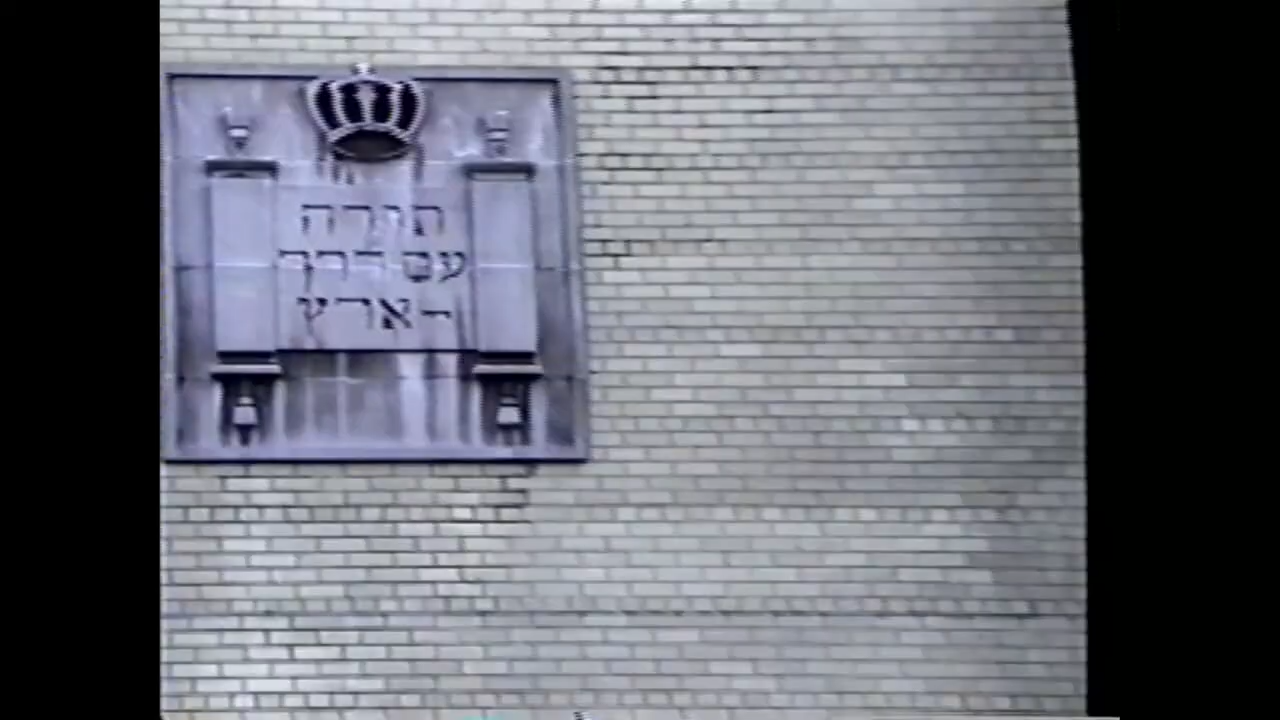 תורה
עם דרך
- ארץ